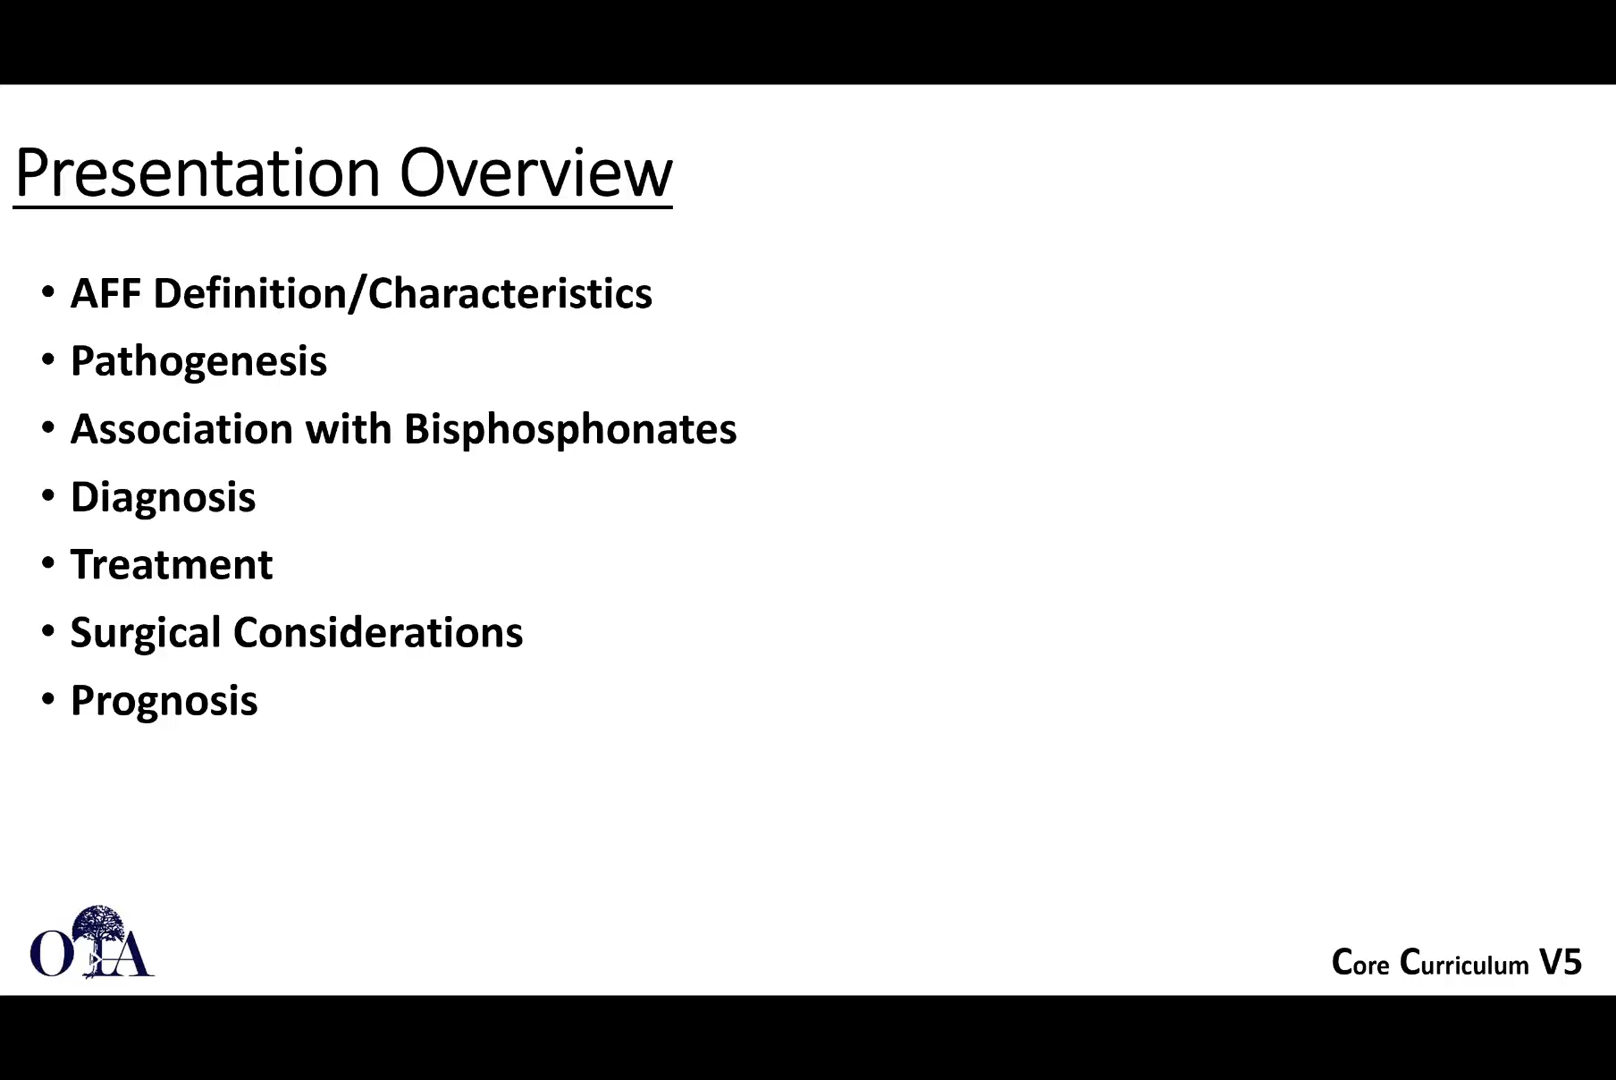 Presentation Overview
• AFF Definition/Characteristics
• Pathogenesis
• Association with Bisphosphonates
• Diagnosis
• Treatment
• Surgical Considerations
• Prognosis
OTA
Core Curriculum V5